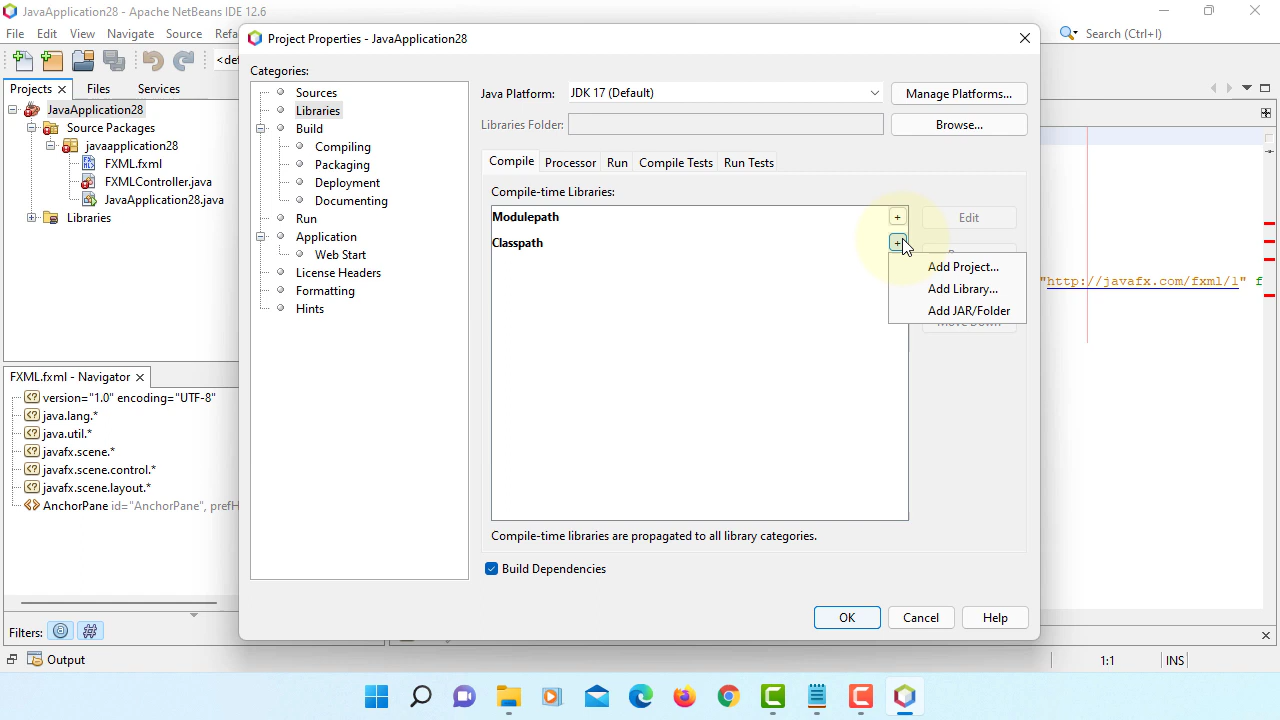 JavaApplication28 - Apache NetBeans IDE 12.6
File Edit View Navigate Source Refa
Search (Ctrl+I)
<def
Projects Files Services
JavaApplication28
Source Packages
javaapplication28
FXML.fxml
FXMLController.java
JavaApplication28.java
Libraries
FXML.fxml - Navigator
version="1.0" encoding="UTF-8"
java.lang.*
java.util.*
javafx.scene.*
javafx.scene.control.*
javafx.scene.layout.*
AnchorPane id="AnchorPane", prefH
Filters:
Output
Project Properties - JavaApplication28
Categories:
Sources
Libraries
Build
Compiling
Packaging
Deployment
Documenting
Run
Application
Web Start
License Headers
Formatting
Hints
Java Platform: JDK 17 (Default) Manage Platforms...
Libraries Folder: Browse...
Compile Processor Run Compile Tests Run Tests
Compile-time Libraries:
Modulepath + Edit
Classpath +
Add Project...
Add Library...
Add JAR/Folder
Move Down
Compile-time libraries are propagated to all library categories.
Build Dependencies
OK Cancel Help
"http://javafx.com/fxml/1" f
1:1 INS